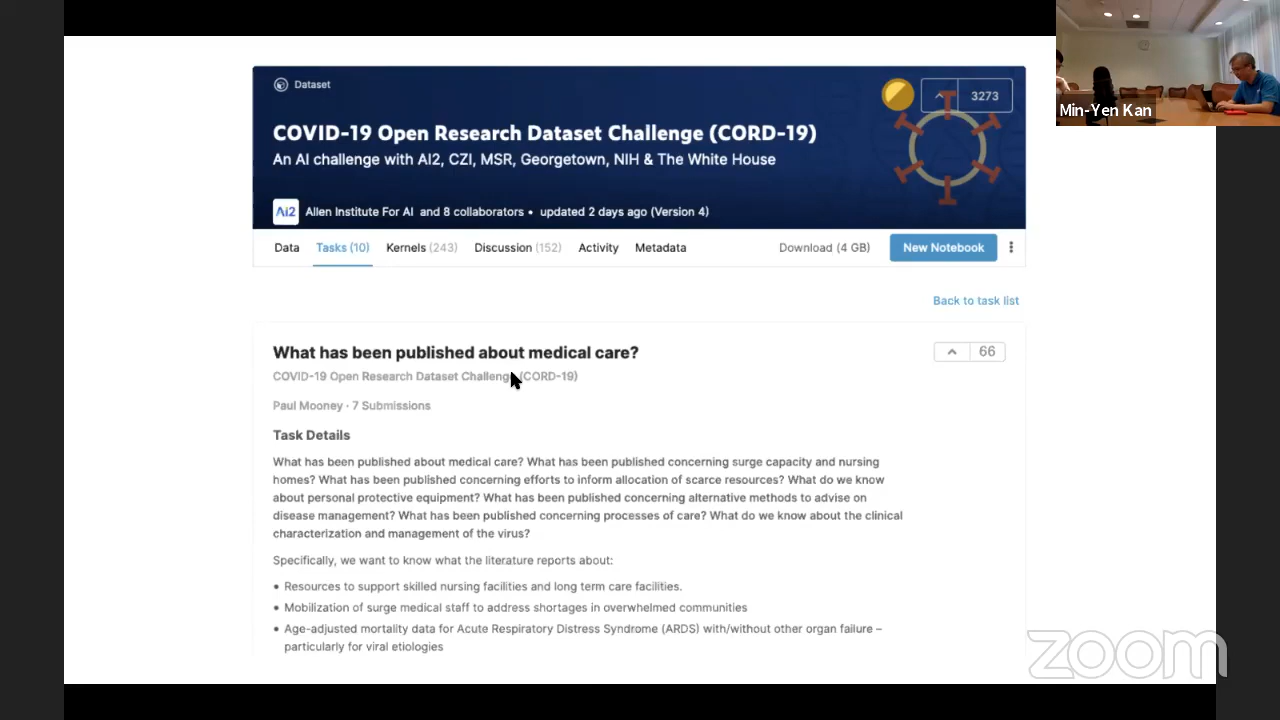 Dataset
3273
COVID-19 Open Research Dataset Challenge (CORD-19)
An AI challenge with AI2, CZI, MSR, Georgetown, NIH & The White House
Ai2 Allen Institute For AI and 8 collaborators • updated 2 days ago (Version 4)
Data Tasks (10) Kernels (243) Discussion (152) Activity Metadata Download (4 GB) New Notebook
Back to task list
What has been published about medical care? 66
COVID-19 Open Research Dataset Challenge (CORD-19)
Paul Mooney · 7 Submissions
Task Details
What has been published about medical care? What has been published concerning surge capacity and nursing
homes? What has been published concerning efforts to inform allocation of scarce resources? What do we know
about personal protective equipment? What has been published concerning alternative methods to advise on
disease management? What has been published concerning processes of care? What do we know about the clinical
characterization and management of the virus?
Specifically, we want to know what the literature reports about:
• Resources to support skilled nursing facilities and long term care facilities.
• Mobilization of surge medical staff to address shortages in overwhelmed communities
• Age-adjusted mortality data for Acute Respiratory Distress Syndrome (ARDS) with/without other organ failure –
particularly for viral etiologies
Min-Yen Kan
zoom